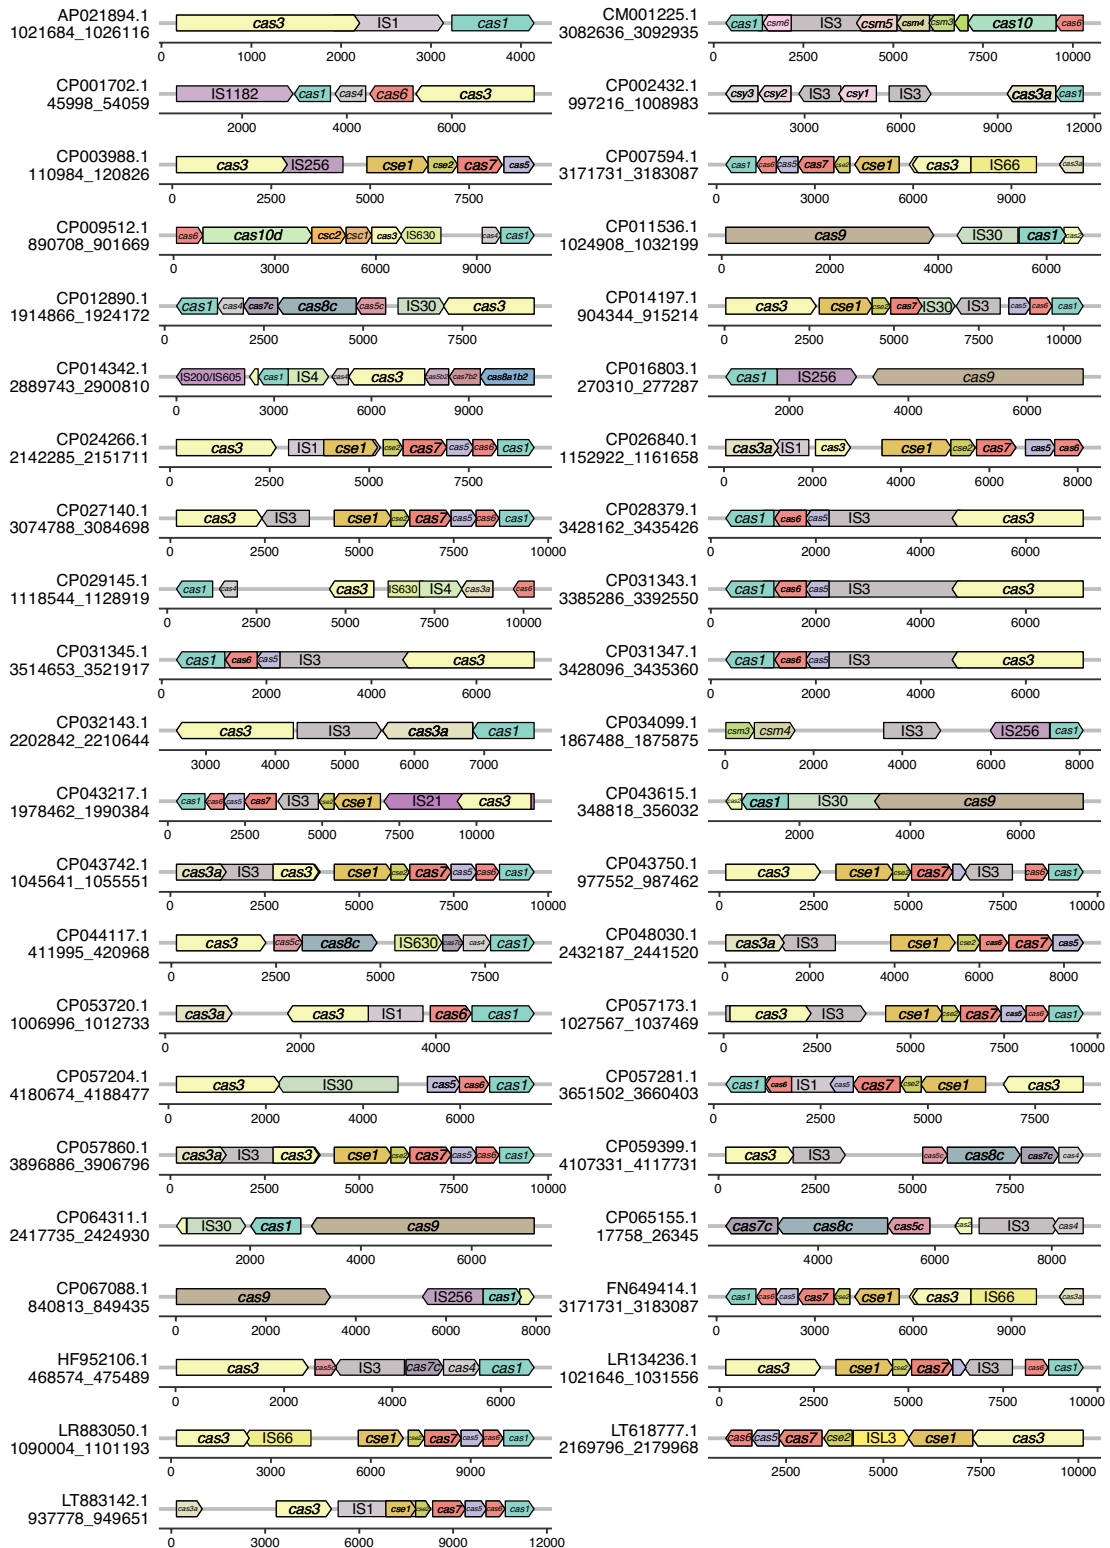 AP021894.1
1021684_1026116
cas3 IS1 cas1
0 1000 2000 3000 4000
CM001225.1
3082636_3092935
cas1 csm6 IS3 csm5 csm4 csm3 cas10 cas6
0 2500 5000 7500 10000
CP001702.1
45998_54059
IS1182 cas1 cas4 cas6 cas3
2000 4000 6000
CP002432.1
997216_1008983
csy3 csy2 IS3 csy1 IS3 cas3a cas1
3000 6000 9000 12000
CP003988.1
110984_120826
cas3 IS256 cse1 cse2 cas7 cas5
0 2500 5000 7500
CP007594.1
3171731_3183087
cas1 cas6 cas5 cas7 cse2 cse1 cas3 IS66 cas3a
0 3000 6000 9000
CP009512.1
890708_901669
cas6 cas10d csc2 csc1 cas3 IS630 cas4 cas1
0 3000 6000 9000
CP011536.1
1024908_1032199
cas9 IS30 cas1 cas2
0 2000 4000 6000
CP012890.1
1914866_1924172
cas1 cas4 cas7c cas8c cas5c IS30 cas3
0 2500 5000 7500
CP014197.1
904344_915214
cas3 cse1 cse2 cas7 IS30 IS3 cas5 cas6 cas1
0 2500 5000 7500 10000
CP014342.1
2889743_2900810
IS200/IS605 cas1 IS4 cas4 cas3 cas5b2 cas7b2 cas8a1b2
0 3000 6000 9000
CP016803.1
270310_277287
cas1 IS256 cas9
2000 4000 6000
CP024266.1
2142285_2151711
cas3 IS1 cse1 cse2 cas7 cas5 cas6 cas1
0 2500 5000 7500
CP026840.1
1152922_1161658
cas3a IS1 cas3 cse1 cse2 cas7 cas5 cas6
0 2000 4000 6000 8000
CP027140.1
3074788_3084698
cas3 IS3 cse1 cse2 cas7 cas5 cas6 cas1
0 2500 5000 7500 10000
CP028379.1
3428162_3435426
cas1 cas6 cas5 IS3 cas3
0 2000 4000 6000
CP029145.1
1118544_1128919
cas1 cas4 cas3 IS630 IS4 cas3a cas6
0 2500 5000 7500 10000
CP031343.1
3385286_3392550
cas1 cas6 cas5 IS3 cas3
0 2000 4000 6000
CP031345.1
3514653_3521917
cas1 cas6 cas5 IS3 cas3
0 2000 4000 6000
CP031347.1
3428096_3435360
cas1 cas6 cas5 IS3 cas3
0 2000 4000 6000
CP032143.1
2202842_2210644
cas3 IS3 cas3a cas1
3000 4000 5000 6000 7000
CP034099.1
1867488_1875875
csm3 csm4 IS3 IS256 cas1
0 2000 4000 6000 8000
CP043217.1
1978462_1990384
cas1 cas6 cas5 cas7 IS3 cse2 cse1 IS21 cas3
0 2500 5000 7500 10000
CP043615.1
348818_356032
cas2 cas1 IS30 cas9
2000 4000 6000
CP043742.1
1045641_1055551
cas3a IS3 cas3 cse1 cse2 cas7 cas5 cas6 cas1
0 2500 5000 7500 10000
CP043750.1
977552_987462
cas3 cse1 cse2 cas7 IS3 cas6 cas1
0 2500 5000 7500 10000
CP044117.1
411995_420968
cas3 cas5c cas8c IS630 cas7c cas4 cas1
0 2500 5000 7500
CP048030.1
2432187_2441520
cas3a IS3 cse1 cse2 cas6 cas7 cas5
0 2000 4000 6000 8000
CP053720.1
1006996_1012733
cas3a cas3 IS1 cas6 cas1
0 2000 4000
CP057173.1
1027567_1037469
cas3 IS3 cse1 cse2 cas7 cas5 cas6 cas1
0 2500 5000 7500 10000
CP057204.1
4180674_4188477
cas3 IS30 cas5 cas6 cas1
0 2000 4000 6000
CP057281.1
3651502_3660403
cas1 cas6 IS1 cas5 cas7 cse2 cse1 cas3
0 2500 5000 7500
CP057860.1
3896886_3906796
cas3a IS3 cas3 cse1 cse2 cas7 cas5 cas6 cas1
0 2500 5000 7500 10000
CP059399.1
4107331_4117731
cas3 IS3 cas5c cas8c cas7c cas4
0 2500 5000 7500
CP064311.1
2417735_2424930
IS30 cas1 cas9
2000 4000 6000
CP065155.1
17758_26345
cas7c cas8c cas5c cas2 IS3 cas4
4000 6000 8000
CP067088.1
840813_849435
cas9 IS256 cas1
0 2000 4000 6000 8000
FN649414.1
3171731_3183087
cas1 cas6 cas5 cas7 cse2 cse1 cas3 IS66 cas3a
0 3000 6000 9000
HF952106.1
468574_475489
cas3 cas5c IS3 cas7c cas4 cas1
0 2000 4000 6000
LR134236.1
1021646_1031556
cas3 cse1 cse2 cas7 IS3 cas6 cas1
0 2500 5000 7500 10000
LR883050.1
1090004_1101193
cas3 IS66 cse1 cse2 cas7 cas5 cas6 cas1
0 3000 6000 9000
LT618777.1
2169796_2179968
cas6 cas5 cas7 cse2 ISL3 cse1 cas3
2500 5000 7500 10000
LT883142.1
937778_949651
cas3a cas3 IS1 cse1 cse2 cas7 cas5 cas6 cas1
0 3000 6000 9000 12000